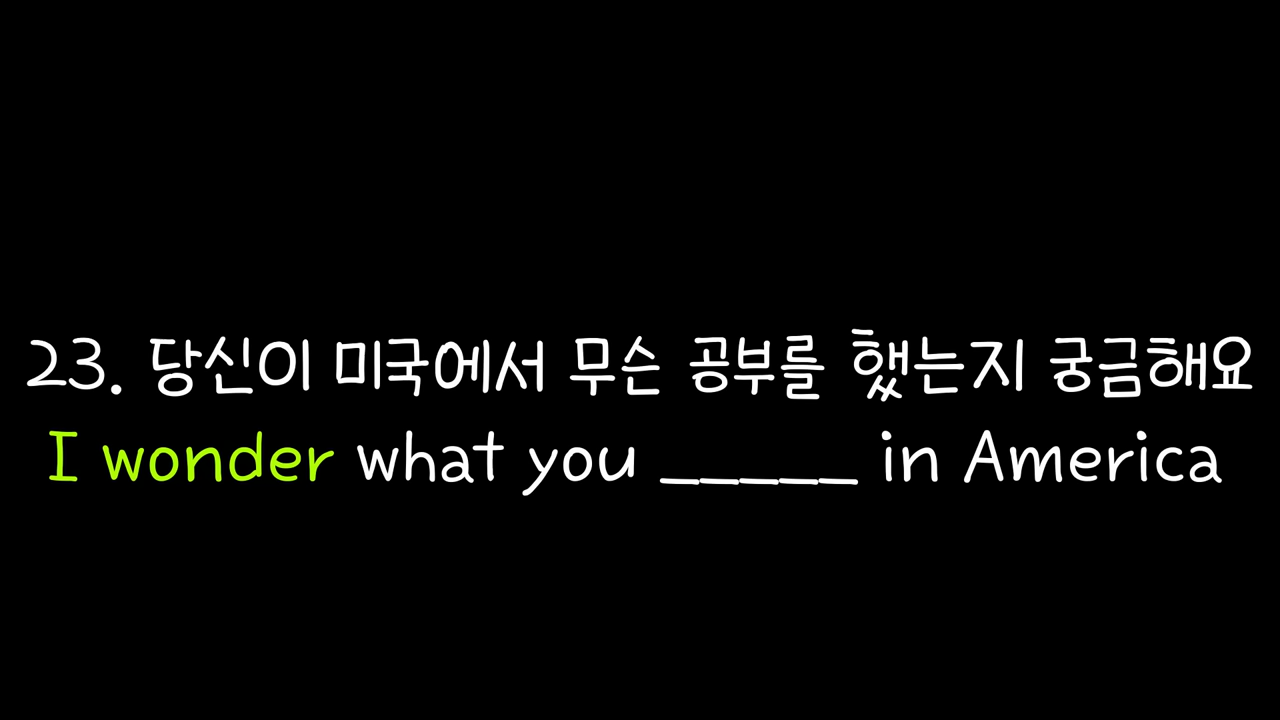 23. 당신이 미국에서 무슨 공부를 했는지 궁금해요
I wonder what you _____ in America